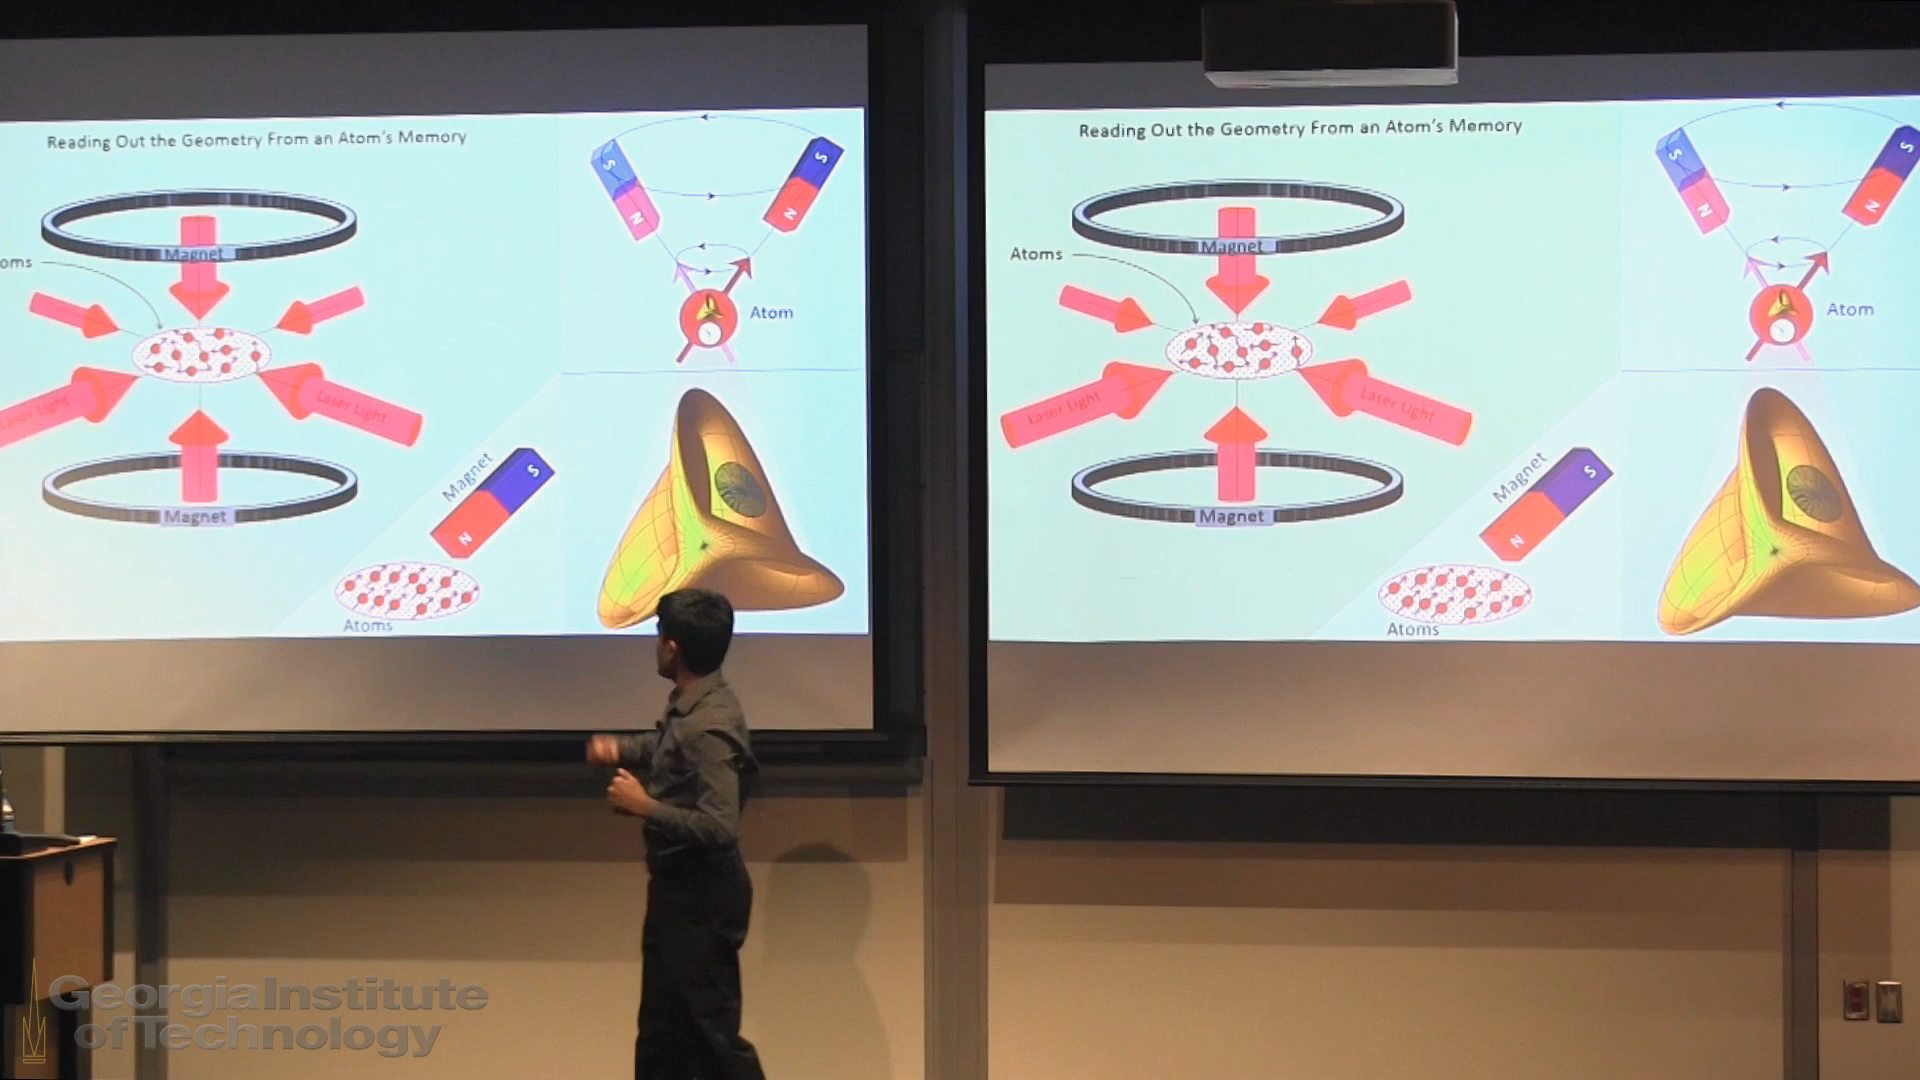 Reading Out the Geometry From an Atom's Memory
S
S
N
N
Magnet
oms
Atom
Laser Light
Laser Light
Magnet
S
N
Magnet
Atoms
Reading Out the Geometry From an Atom's Memory
S
S
N
N
Magnet
Atoms
Atom
Laser Light
Laser Light
Magnet
S
N
Magnet
Atoms
Georgia Institute
of Technology